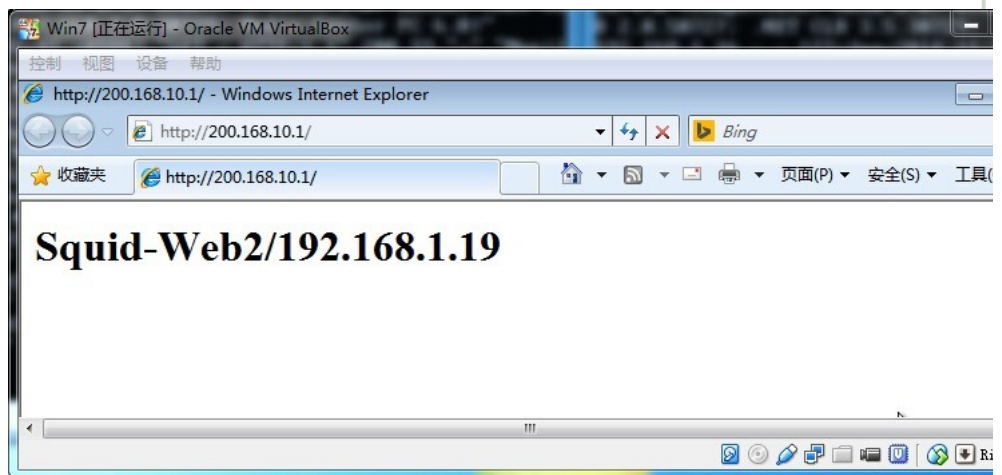 Win7 [正在运行] - Oracle VM VirtualBox
控制 视图 设备 帮助
http://200.168.10.1/ - Windows Internet Explorer
http://200.168.10.1/ Bing
收藏夹 http://200.168.10.1/ 页面(P) 安全(S) 工具(
Squid-Web2/192.168.1.19
Ri